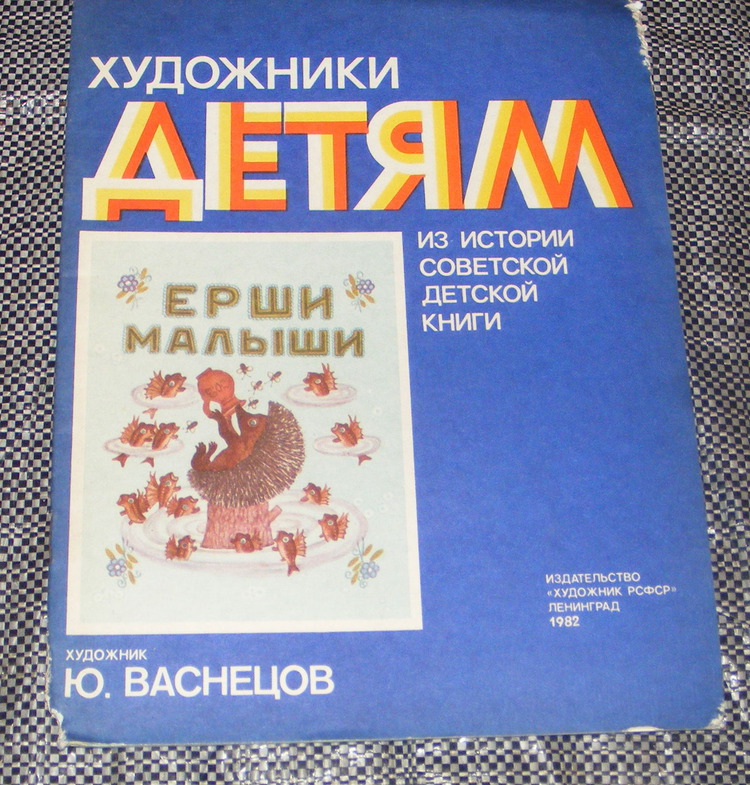 ХУДОЖНИКИ
ДЕТЯМ
ИЗ ИСТОРИИ
СОВЕТСКОЙ
ДЕТСКОЙ
КНИГИ
ЕРШИ
МАЛЫШИ
ИЗДАТЕЛЬСТВО
«ХУДОЖНИК РСФСР»
ЛЕНИНГРАД
1982
ХУДОЖНИК
Ю. ВАСНЕЦОВ